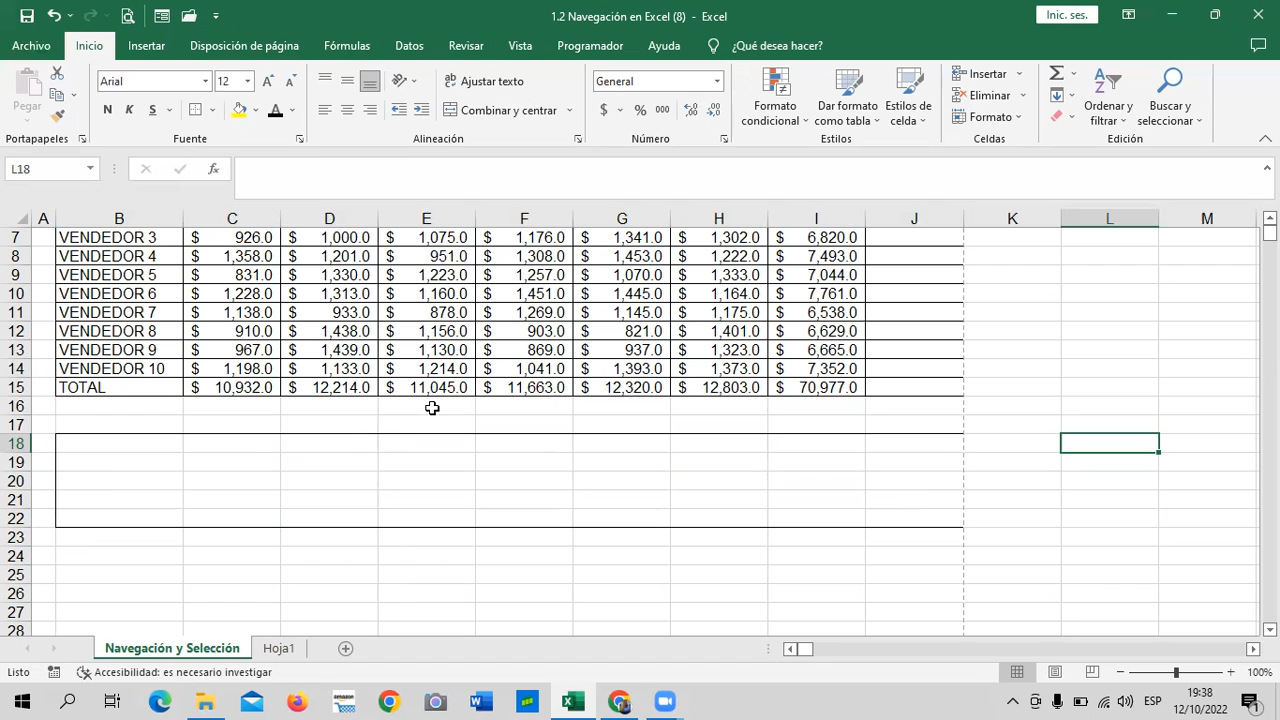 1.2 Navegación en Excel (8) - Excel
Inic. ses.
Archivo Inicio Insertar Disposición de página Fórmulas Datos Revisar Vista Programador Ayuda ¿Qué desea hacer?
Pegar
Arial 12
Ajustar texto
General
N K S
Combinar y centrar
$ % 000
Formato condicional
Dar formato como tabla
Estilos de celda
Insertar
Eliminar
Formato
Ordenar y filtrar
Buscar y seleccionar
Portapapeles Fuente Alineación Número Estilos Celdas Edición
L18
A B C D E F G H I J K L M
7 VENDEDOR 3 $ 926.0 $ 1,000.0 $ 1,075.0 $ 1,176.0 $ 1,341.0 $ 1,302.0 $ 6,820.0
8 VENDEDOR 4 $ 1,358.0 $ 1,201.0 $ 951.0 $ 1,308.0 $ 1,453.0 $ 1,222.0 $ 7,493.0
9 VENDEDOR 5 $ 831.0 $ 1,330.0 $ 1,223.0 $ 1,257.0 $ 1,070.0 $ 1,333.0 $ 7,044.0
10 VENDEDOR 6 $ 1,228.0 $ 1,313.0 $ 1,160.0 $ 1,451.0 $ 1,445.0 $ 1,164.0 $ 7,761.0
11 VENDEDOR 7 $ 1,138.0 $ 933.0 $ 878.0 $ 1,269.0 $ 1,145.0 $ 1,175.0 $ 6,538.0
12 VENDEDOR 8 $ 910.0 $ 1,438.0 $ 1,156.0 $ 903.0 $ 821.0 $ 1,401.0 $ 6,629.0
13 VENDEDOR 9 $ 967.0 $ 1,439.0 $ 1,130.0 $ 869.0 $ 937.0 $ 1,323.0 $ 6,665.0
14 VENDEDOR 10 $ 1,198.0 $ 1,133.0 $ 1,214.0 $ 1,041.0 $ 1,393.0 $ 1,373.0 $ 7,352.0
15 TOTAL $ 10,932.0 $ 12,214.0 $ 11,045.0 $ 11,663.0 $ 12,320.0 $ 12,803.0 $ 70,977.0
16
17
18
19
20
21
22
23
24
25
26
27
28
Navegación y Selección Hoja1
Listo Accesibilidad: es necesario investigar 100%
ESP 19:38
12/10/2022